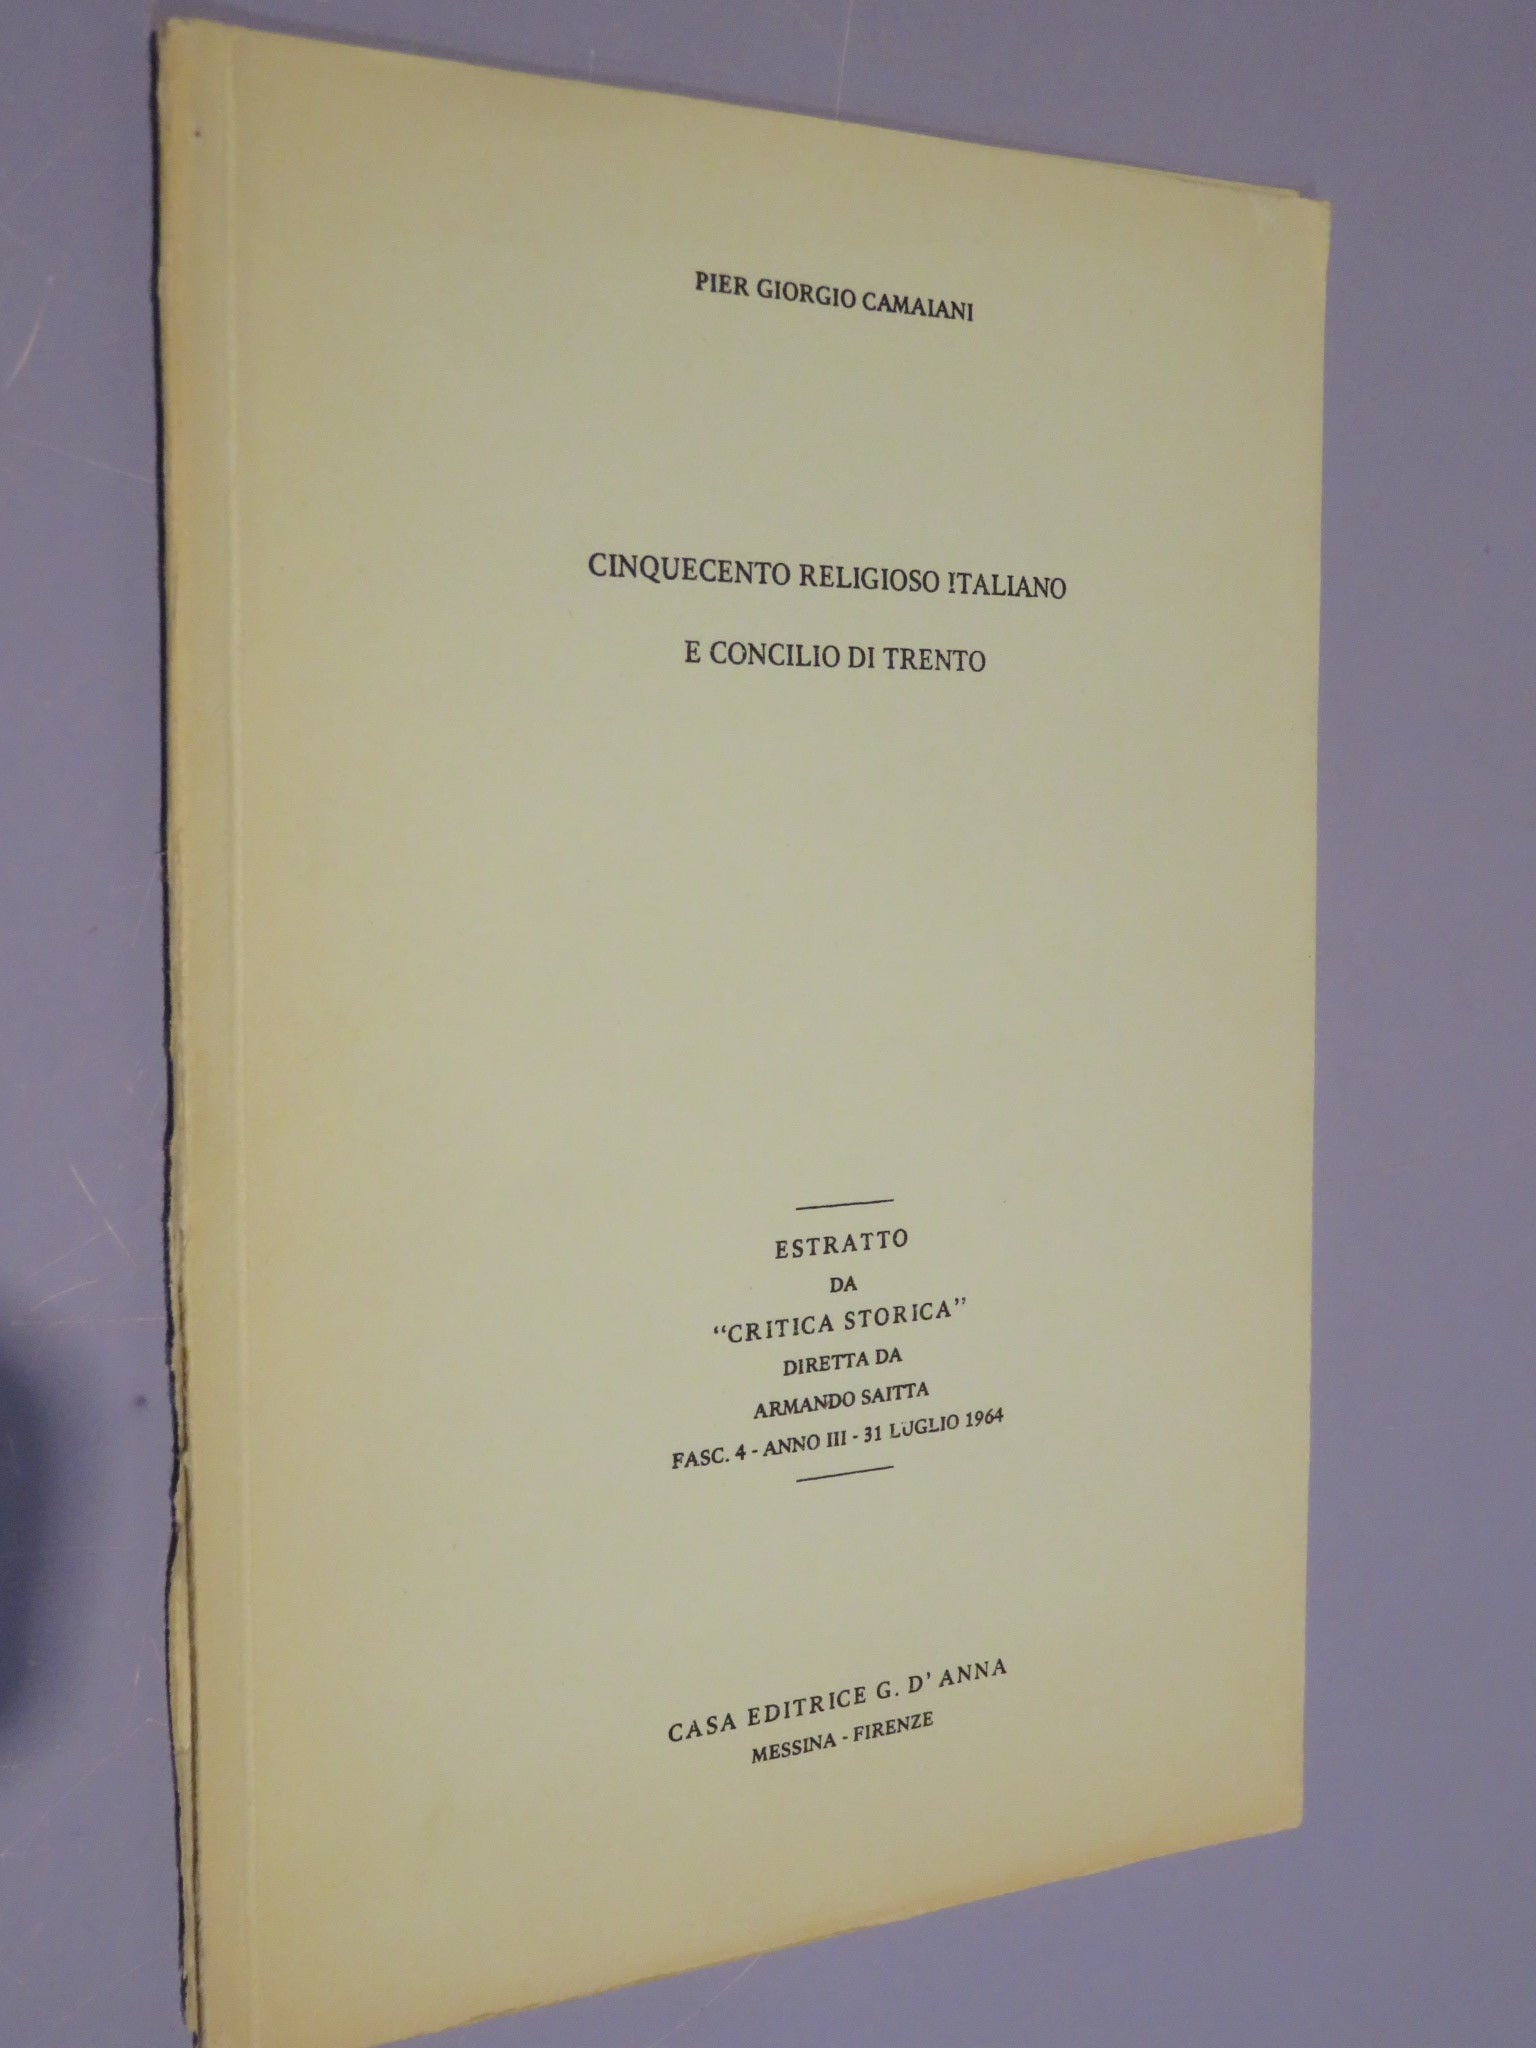 PIER GIORGIO CAMAIANI
CINQUECENTO RELIGIOSO ITALIANO
E CONCILIO DI TRENTO
ESTRATTO
DA
“CRITICA STORICA”
DIRETTA DA
ARMANDO SAITTA
FASC. 4 - ANNO III - 31 LUGLIO 1964
CASA EDITRICE G. D' ANNA
MESSINA - FIRENZE